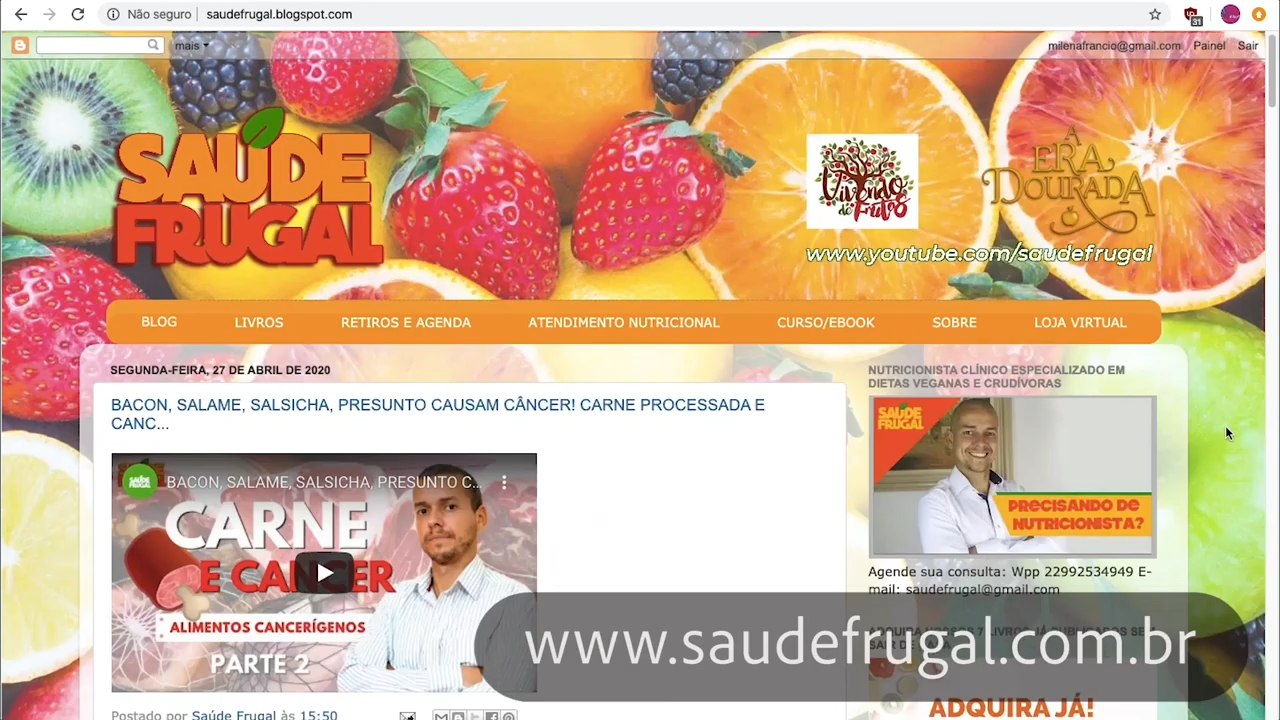 Não seguro
saudefrugal.blogspot.com
31
mais
milenafrancio@gmail.com Painel Sair
SAÚDE
FRUGAL
Vivendo
de Frutas
A
ERA
DOURADA
www.youtube.com/saudefrugal
BLOG LIVROS RETIROS E AGENDA ATENDIMENTO NUTRICIONAL CURSO/EBOOK SOBRE LOJA VIRTUAL
SEGUNDA-FEIRA, 27 DE ABRIL DE 2020
BACON, SALAME, SALSICHA, PRESUNTO CAUSAM CÂNCER! CARNE PROCESSADA E
CANC...
BACON, SALAME, SALSICHA, PRESUNTO C...
CARNE
E CANCER
ALIMENTOS CANCERÍGENOS
PARTE 2
Postado por Saúde Frugal às 15:50
NUTRICIONISTA CLÍNICO ESPECIALIZADO EM
DIETAS VEGANAS E CRUDÍVORAS
SAÚDE
FRUGAL
PRECISANDO DE
NUTRICIONISTA?
Agende sua consulta: Wpp 22992534949 E-
mail: saudefrugal@gmail.com
www.saudefrugal.com.br
ADQUIRA JÁ!